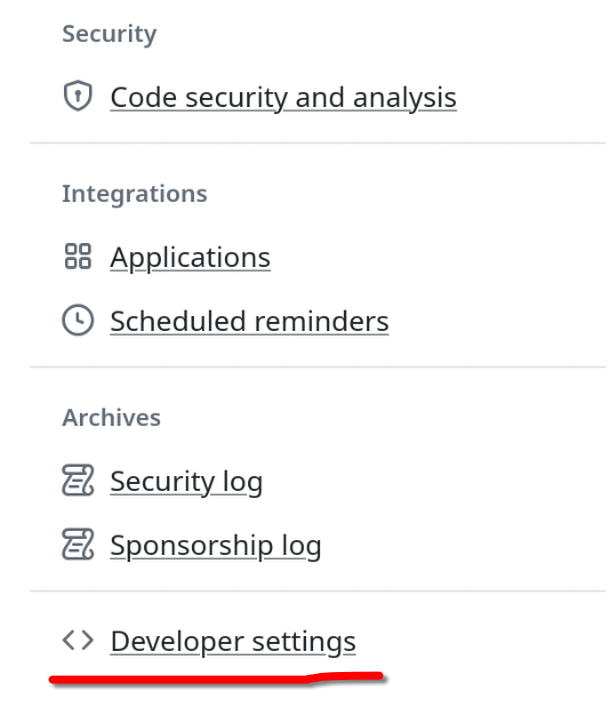 Security
Code security and analysis
Integrations
Applications
Scheduled reminders
Archives
Security log
Sponsorship log
Developer settings